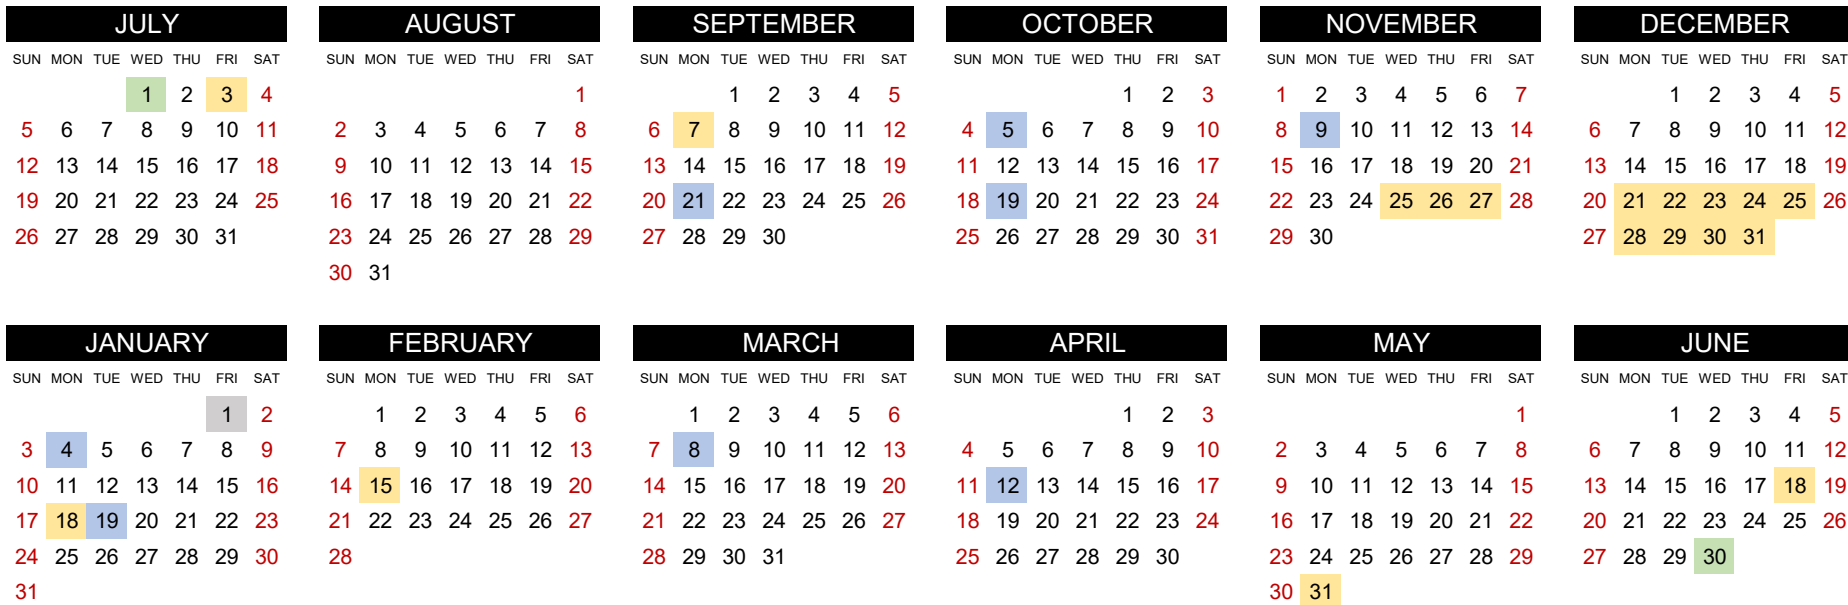 JULY AUGUST SEPTEMBER OCTOBER NOVEMBER DECEMBER
SUN MON TUE WED THU FRI SAT SUN MON TUE WED THU FRI SAT SUN MON TUE WED THU FRI SAT SUN MON TUE WED THU FRI SAT SUN MON TUE WED THU FRI SAT SUN MON TUE WED THU FRI SAT
1 2 3 4 1 1 2 3 4 5 1 2 3 1 2 3 4 5 6 7 1 2 3 4 5
5 6 7 8 9 10 11 2 3 4 5 6 7 8 6 7 8 9 10 11 12 4 5 6 7 8 9 10 8 9 10 11 12 13 14 6 7 8 9 10 11 12
12 13 14 15 16 17 18 9 10 11 12 13 14 15 13 14 15 16 17 18 19 11 12 13 14 15 16 17 15 16 17 18 19 20 21 13 14 15 16 17 18 19
19 20 21 22 23 24 25 16 17 18 19 20 21 22 20 21 22 23 24 25 26 18 19 20 21 22 23 24 22 23 24 25 26 27 28 20 21 22 23 24 25 26
26 27 28 29 30 31 23 24 25 26 27 28 29 27 28 29 30 25 26 27 28 29 30 31 29 30 27 28 29 30 31
30 31
JANUARY FEBRUARY MARCH APRIL MAY JUNE
SUN MON TUE WED THU FRI SAT SUN MON TUE WED THU FRI SAT SUN MON TUE WED THU FRI SAT SUN MON TUE WED THU FRI SAT SUN MON TUE WED THU FRI SAT SUN MON TUE WED THU FRI SAT
1 2 1 2 3 4 5 6 1 2 3 4 5 6 1 2 3 1 1 2 3 4 5
3 4 5 6 7 8 9 7 8 9 10 11 12 13 7 8 9 10 11 12 13 4 5 6 7 8 9 10 2 3 4 5 6 7 8 6 7 8 9 10 11 12
10 11 12 13 14 15 16 14 15 16 17 18 19 20 14 15 16 17 18 19 20 11 12 13 14 15 16 17 9 10 11 12 13 14 15 13 14 15 16 17 18 19
17 18 19 20 21 22 23 21 22 23 24 25 26 27 21 22 23 24 25 26 27 18 19 20 21 22 23 24 16 17 18 19 20 21 22 20 21 22 23 24 25 26
24 25 26 27 28 29 30 28 28 29 30 31 25 26 27 28 29 30 23 24 25 26 27 28 29 27 28 29 30
31 30 31